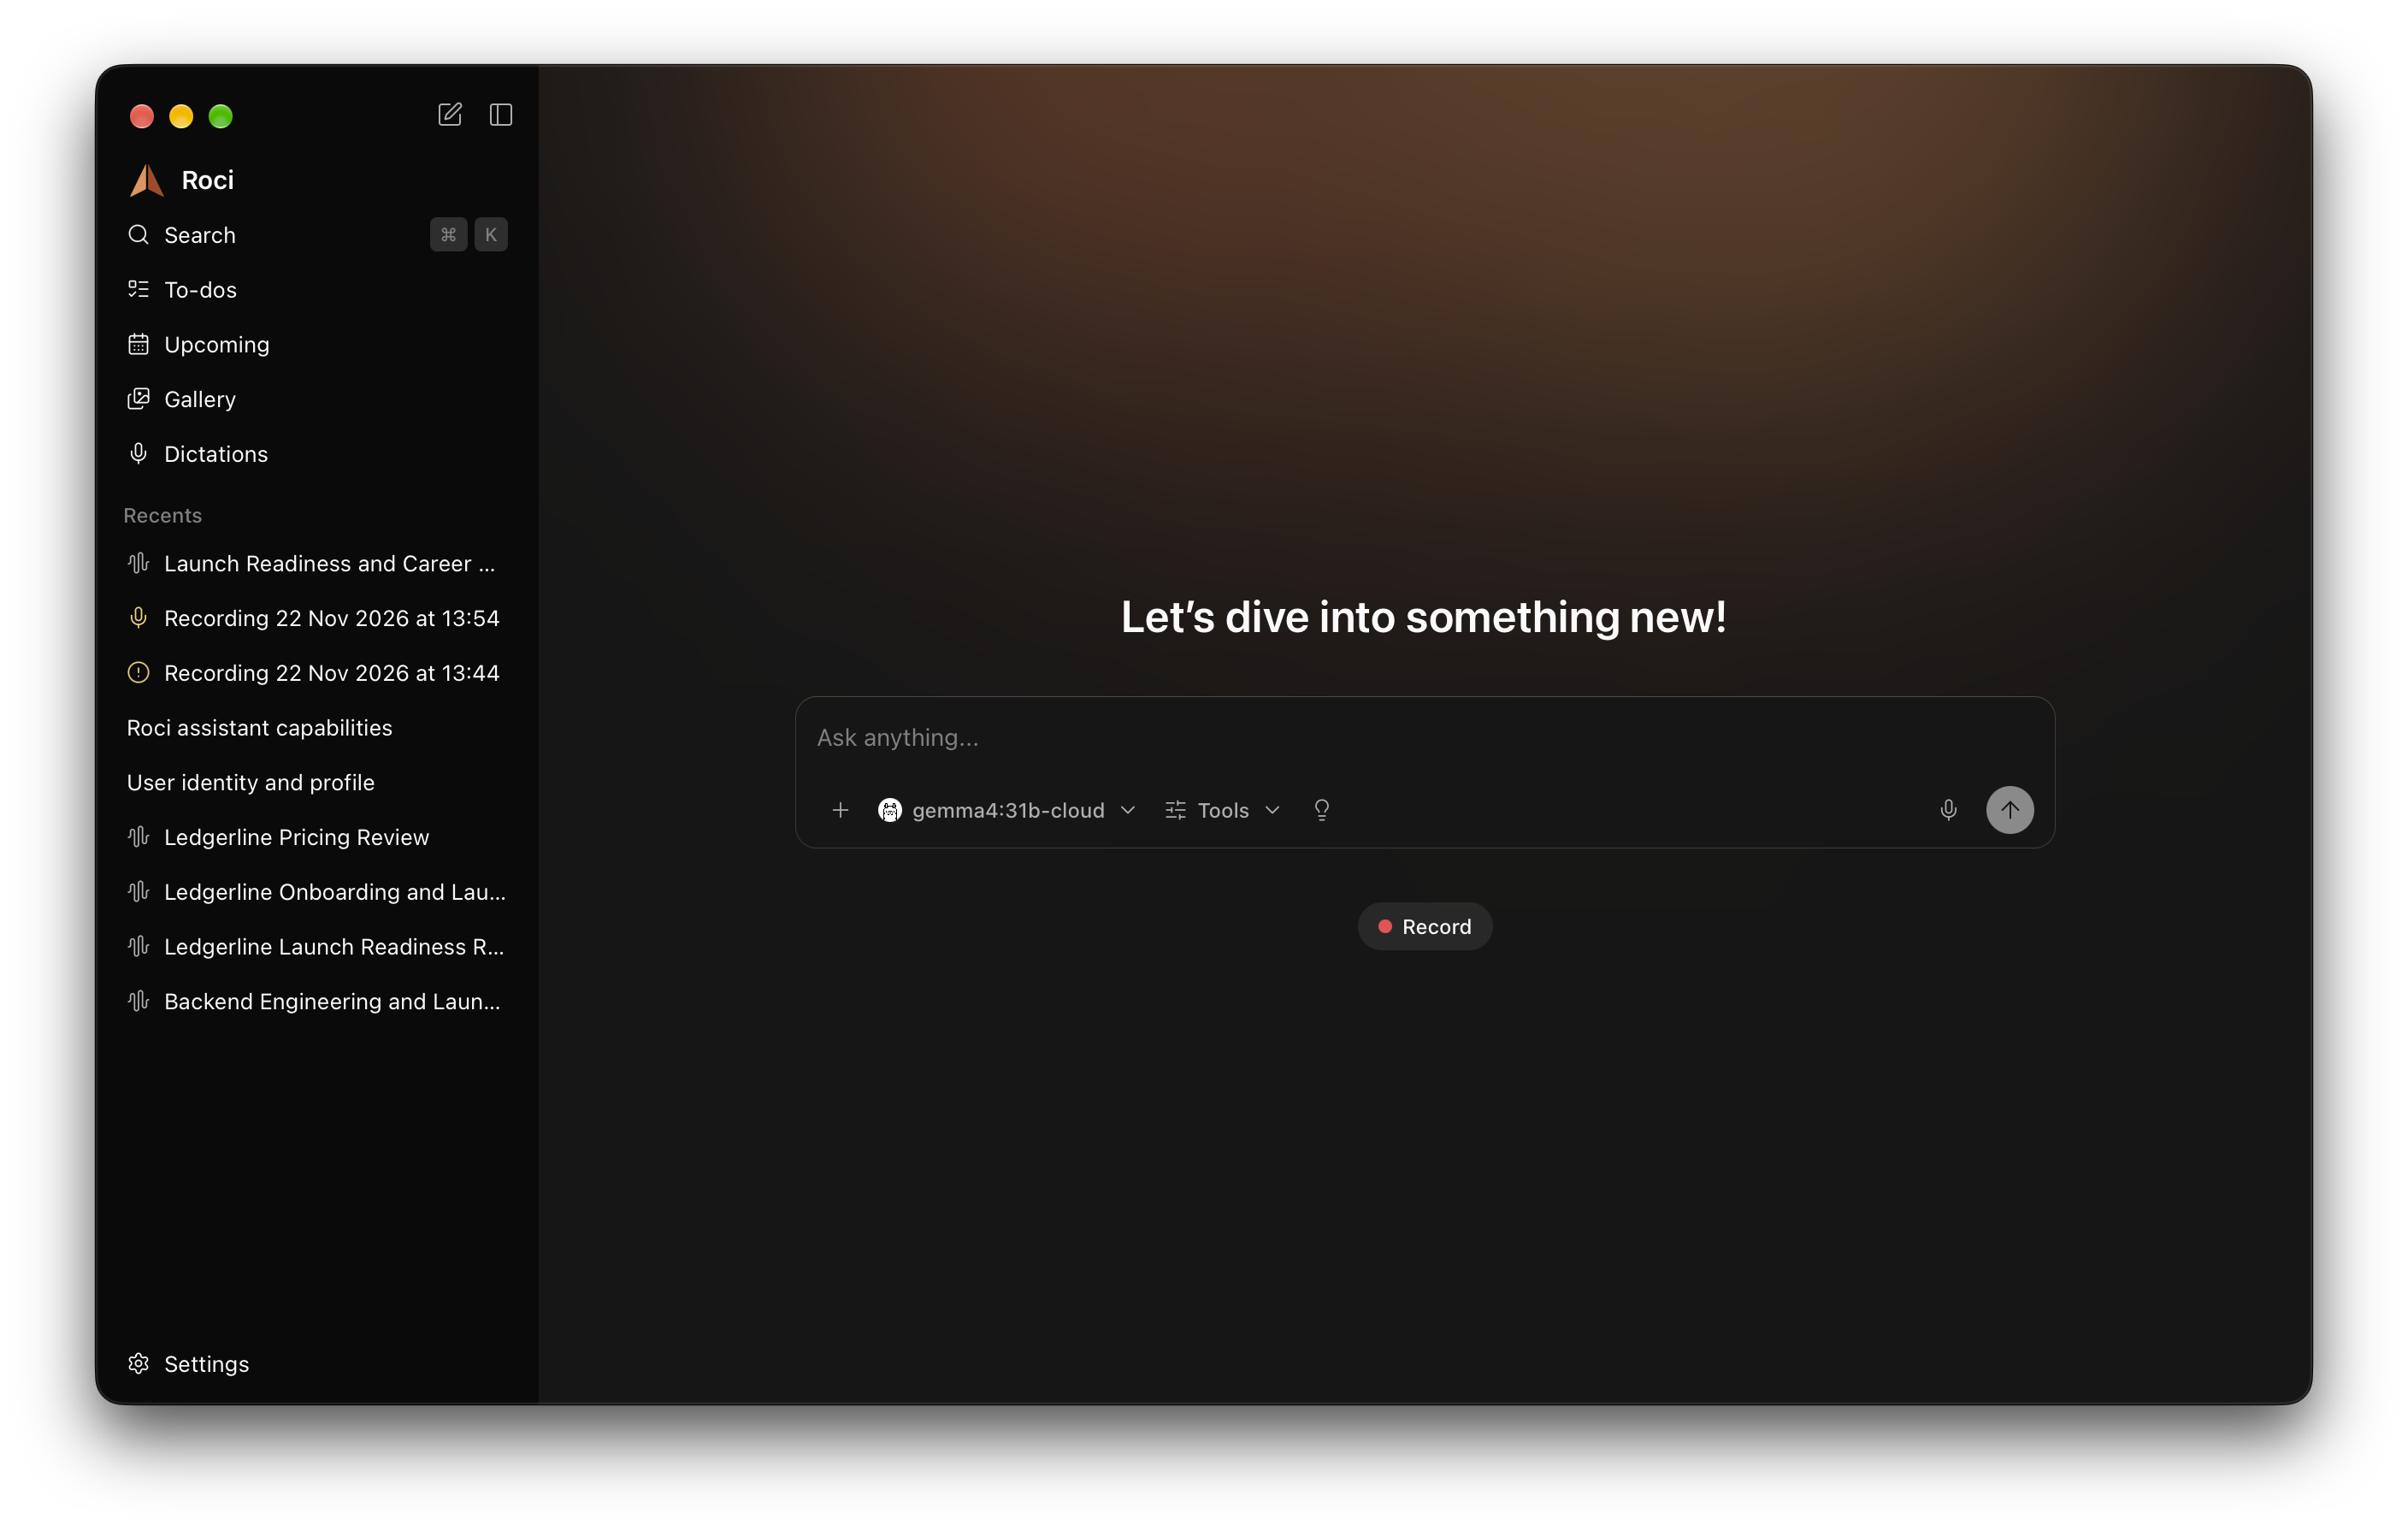 Roci
Search ⌘ K
To-dos
Upcoming
Gallery
Dictations
Recents
Launch Readiness and Career ...
Recording 22 Nov 2026 at 13:54
Recording 22 Nov 2026 at 13:44
Roci assistant capabilities
User identity and profile
Ledgerline Pricing Review
Ledgerline Onboarding and Lau...
Ledgerline Launch Readiness R...
Backend Engineering and Laun...
Settings
Let’s dive into something new!
Ask anything...
gemma4:31b-cloud Tools
Record